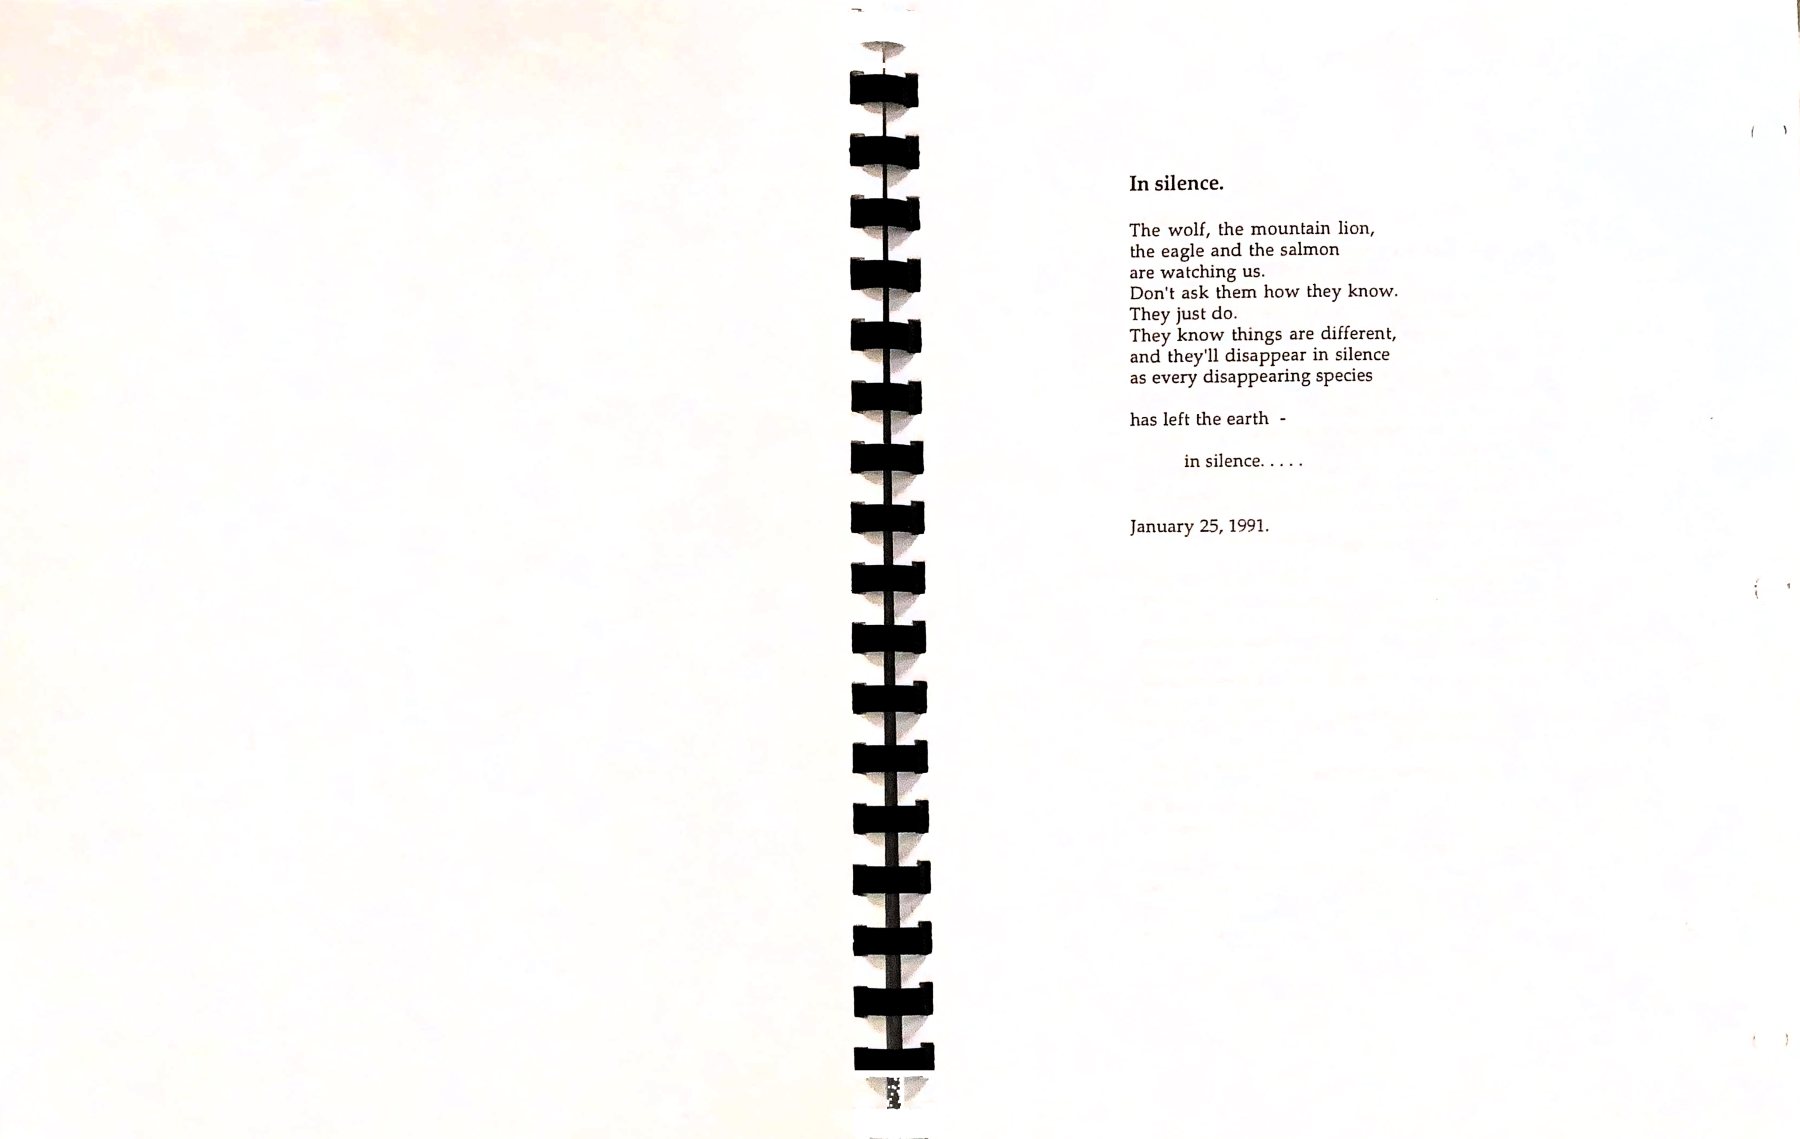 In silence.
The wolf, the mountain lion,
the eagle and the salmon
are watching us.
Don't ask them how they know.
They just do.
They know things are different,
and they'll disappear in silence
as every disappearing species
has left the earth -
in silence. . . . .
January 25, 1991.